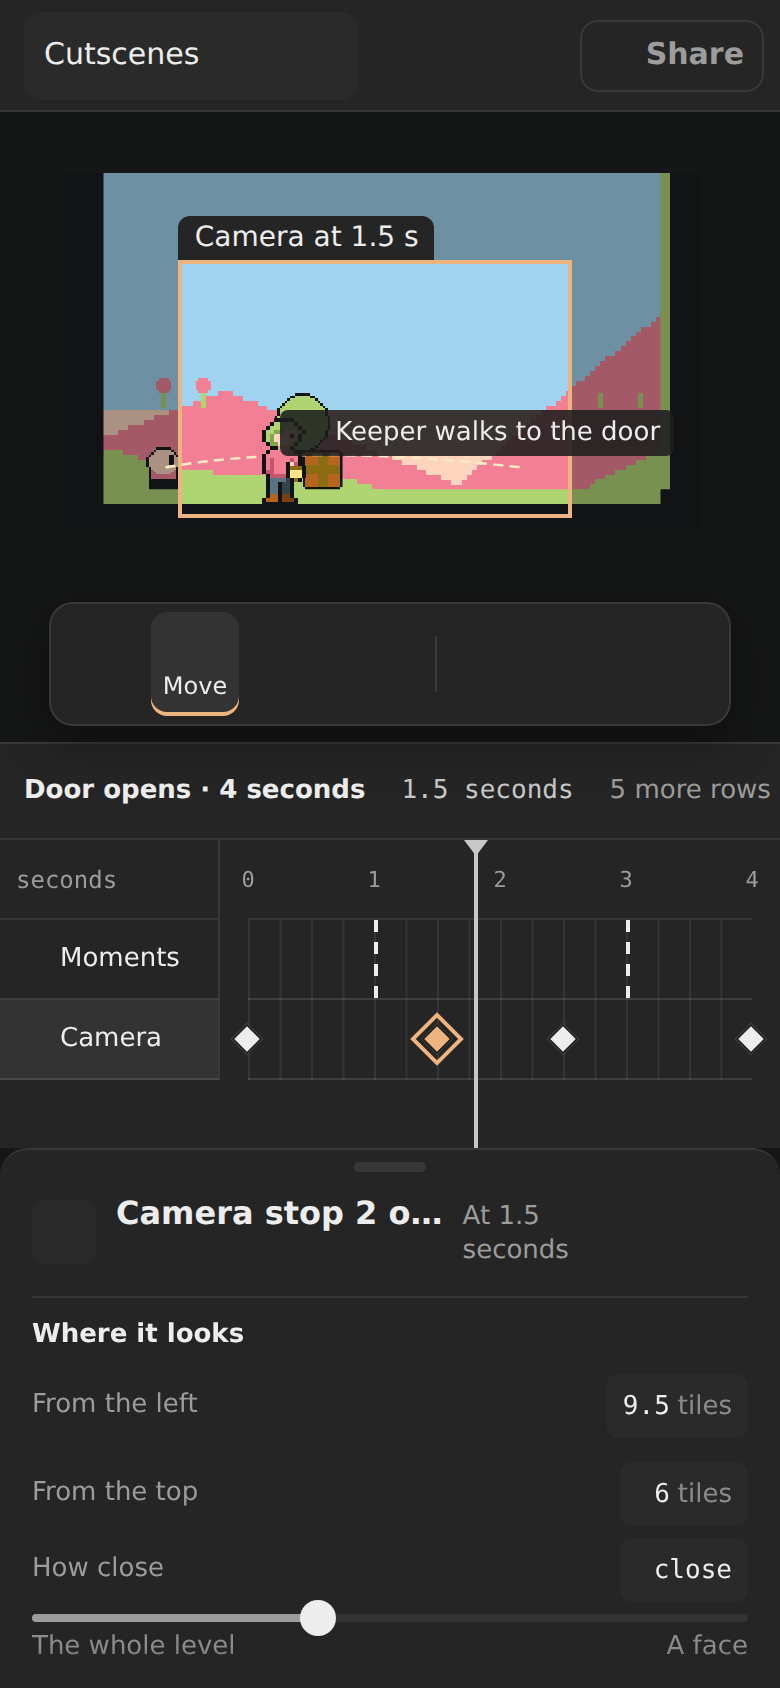 Cutscenes
Share
Camera at 1.5 s
Keeper walks to the door
Move
Door opens · 4 seconds 1.5 seconds 5 more rows
seconds 0 1 2 3 4
Moments
Camera
Camera stop 2 o… At 1.5
seconds
Where it looks
From the left 9.5 tiles
From the top 6 tiles
How close close
The whole level A face